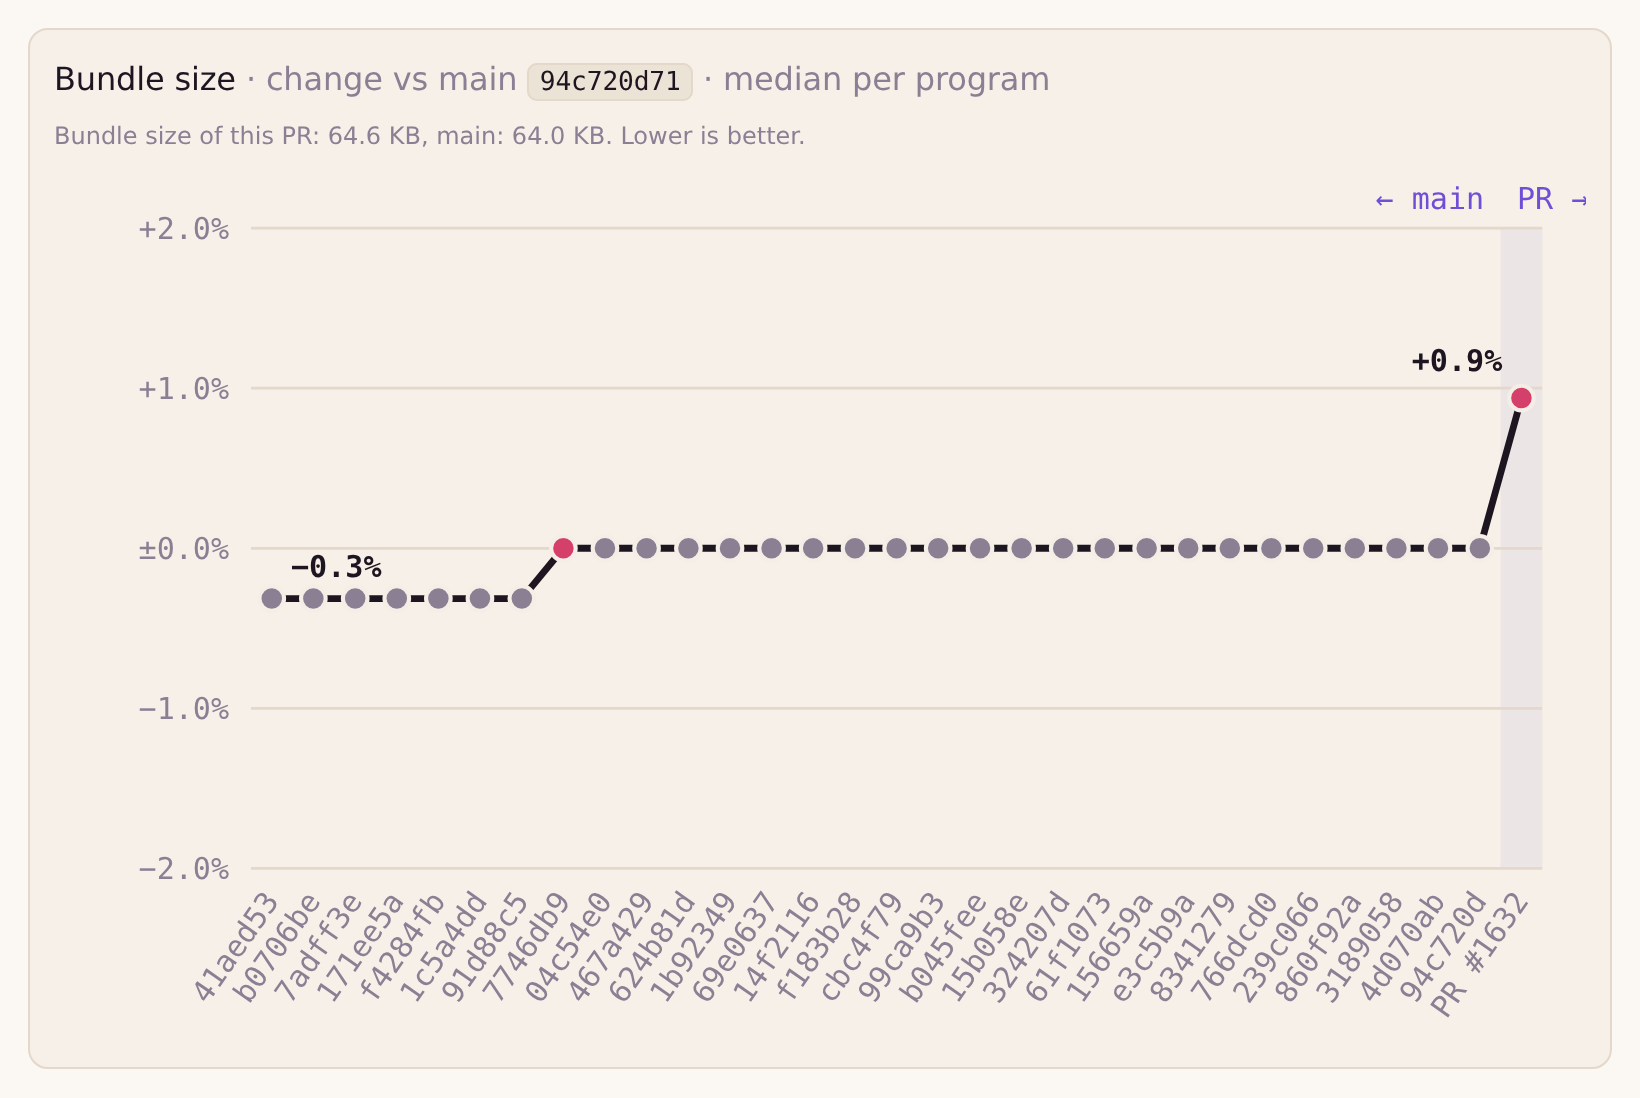 Bundle size · change vs main 94c720d71 · median per program
Bundle size of this PR: 64.6 KB, main: 64.0 KB. Lower is better.
← main PR →
+2.0%
+0.9%
+1.0%
±0.0%
−0.3%
−1.0%
−2.0%
41aed53
b0706be
7adff3e
171ee5a
f4284fb
1c5a4dd
91d88c5
7746db9
04c54e0
467a429
624b81d
1b92349
69e0637
14f2116
f183b28
cbc4f79
99ca9b3
b045fee
15b058e
324207d
61f1073
156659a
e3c5b9a
8341279
766dcd0
239c066
860f92a
3189058
4d070ab
94c720d
PR #1632